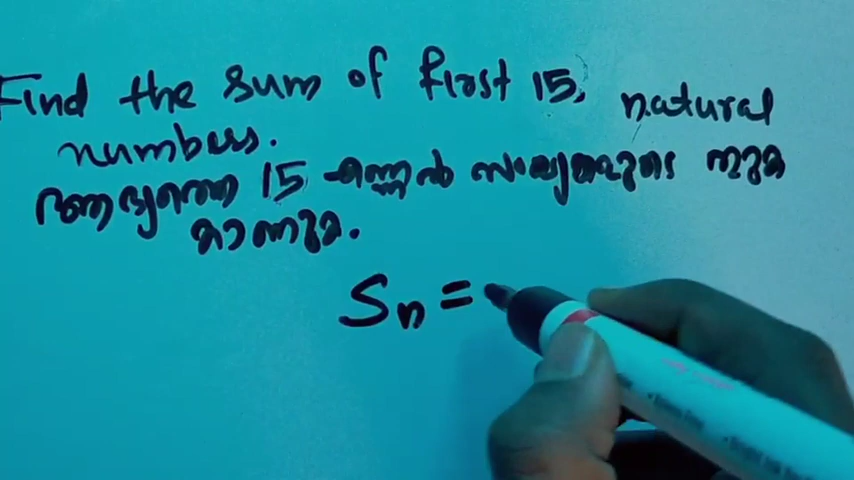 Find the sum of first 15, natural
numbers.
ആദ്യത്തെ 15 എണ്ണൽ സംഖ്യകളുടെ തുക
കാണുക.
Sn =